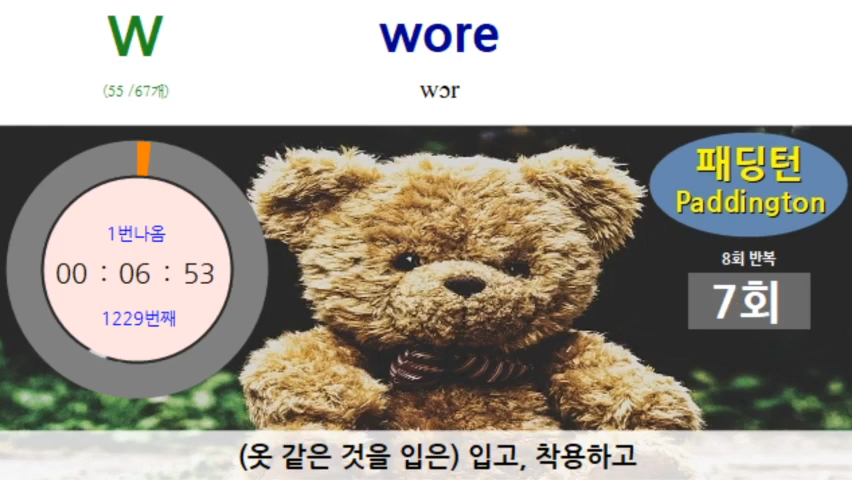 W
(55 /67개)
wore
wɔr
1번나옴
00 : 06 : 53
1229번째
패딩턴
Paddington
8회 반복
7회
(옷 같은 것을 입은) 입고, 착용하고